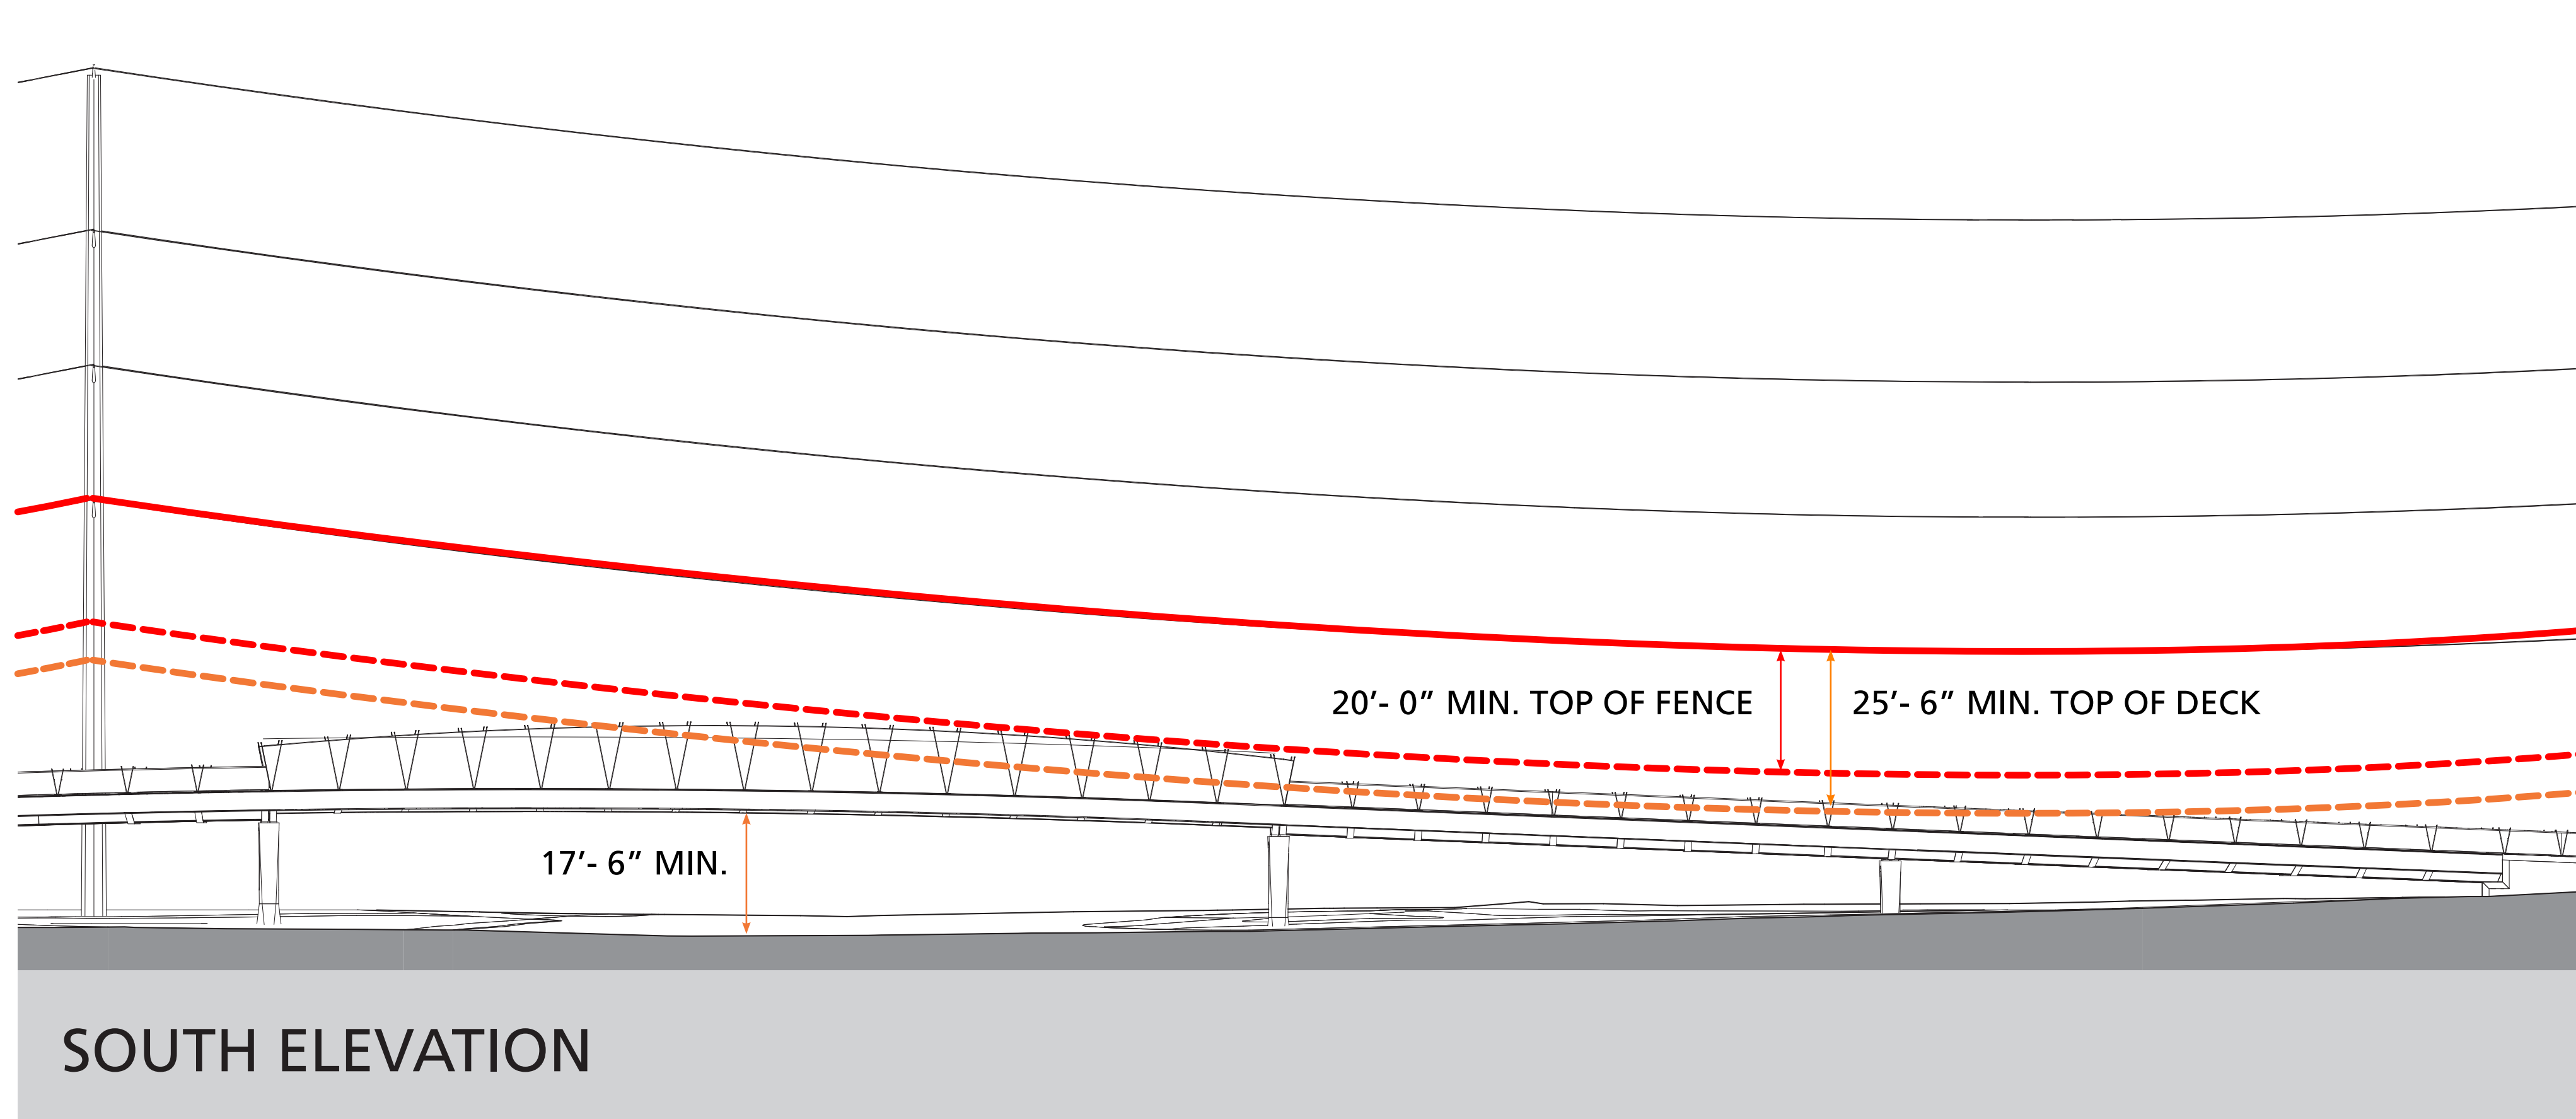 20’- 0” MIN. TOP OF FENCE
25’- 6” MIN. TOP OF DECK
17’- 6” MIN.
SOUTH ELEVATION